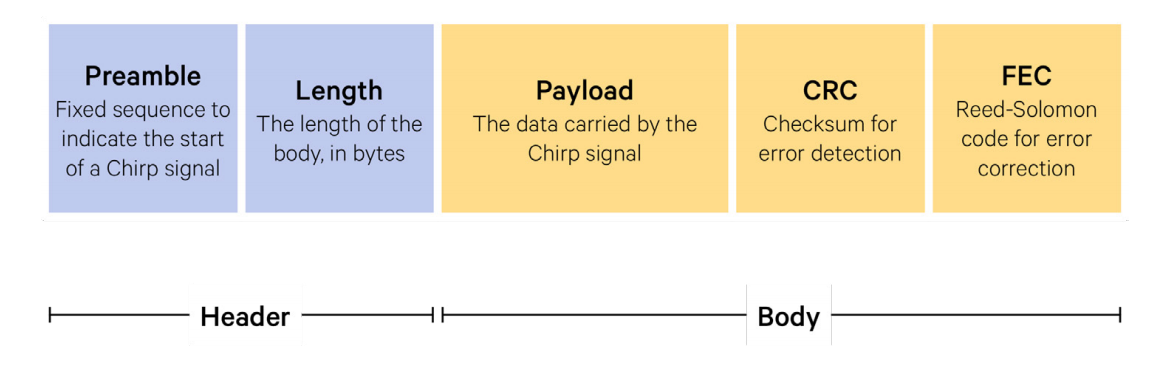 Preamble
Fixed sequence to
indicate the start
of a Chirp signal
Length
The length of the
body, in bytes
Payload
The data carried by the
Chirp signal
CRC
Checksum for
error detection
FEC
Reed-Solomon
code for error
correction
Header
Body